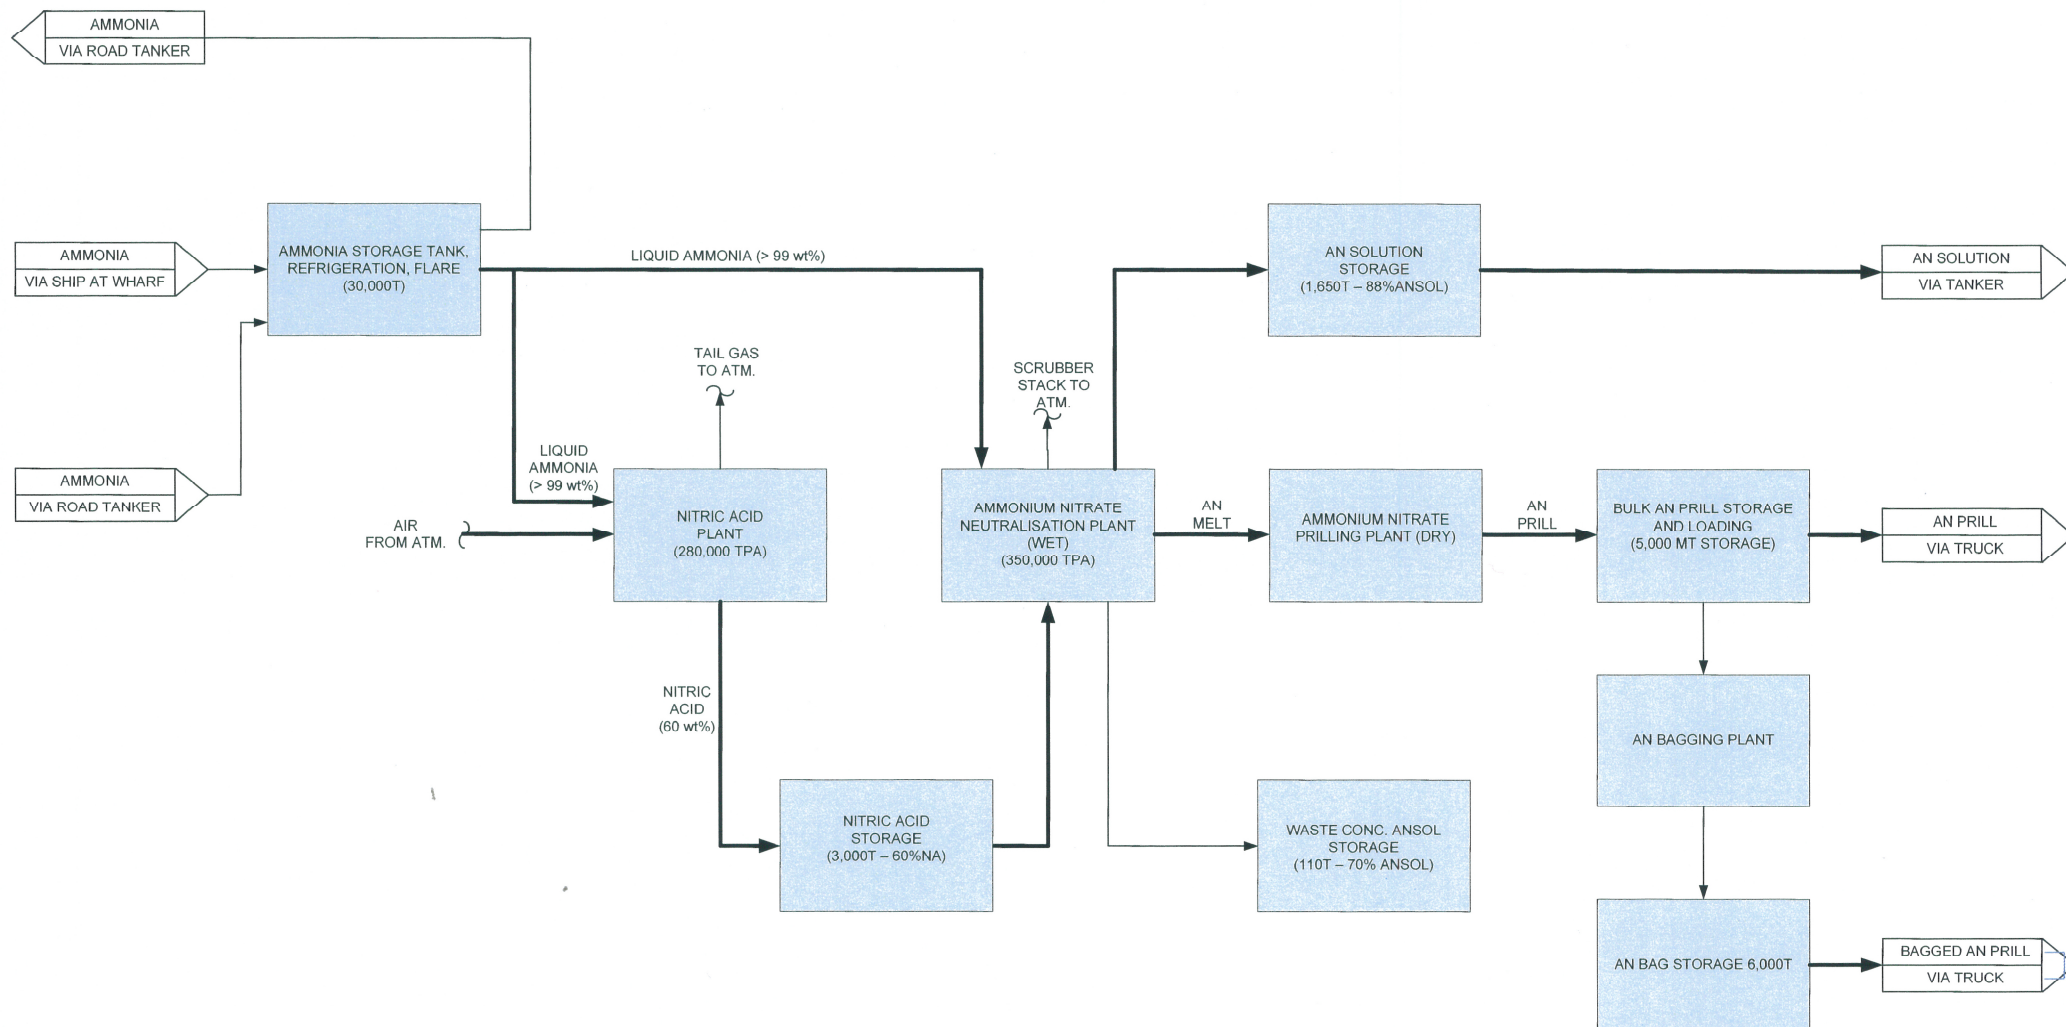 AMMONIA
VIA ROAD TANKER
AMMONIA STORAGE TANK,
REFRIGERATION, FLARE
(30,000T)
AMMONIA
VIA SHIP AT WHARF
AMMONIA
VIA ROAD TANKER
LIQUID AMMONIA (> 99 wt%)
LIQUID
AMMONIA
(> 99 wt%)
AIR
FROM ATM.
TAIL GAS
TO ATM.
NITRIC ACID
PLANT
(280,000 TPA)
NITRIC
ACID
(60 wt%)
NITRIC ACID
STORAGE
(3,000T – 60%NA)
SCRUBBER
STACK TO
ATM.
AMMONIUM NITRATE
NEUTRALISATION PLANT
(WET)
(350,000 TPA)
AN SOLUTION
STORAGE
(1,650T – 88%ANSOL)
AN SOLUTION
VIA TANKER
AN
MELT
AMMONIUM NITRATE
PRILLING PLANT (DRY)
AN
PRILL
BULK AN PRILL STORAGE
AND LOADING
(5,000 MT STORAGE)
AN PRILL
VIA TRUCK
AN BAGGING PLANT
WASTE CONC. ANSOL
STORAGE
(110T – 70% ANSOL)
AN BAG STORAGE 6,000T
BAGGED AN PRILL
VIA TRUCK